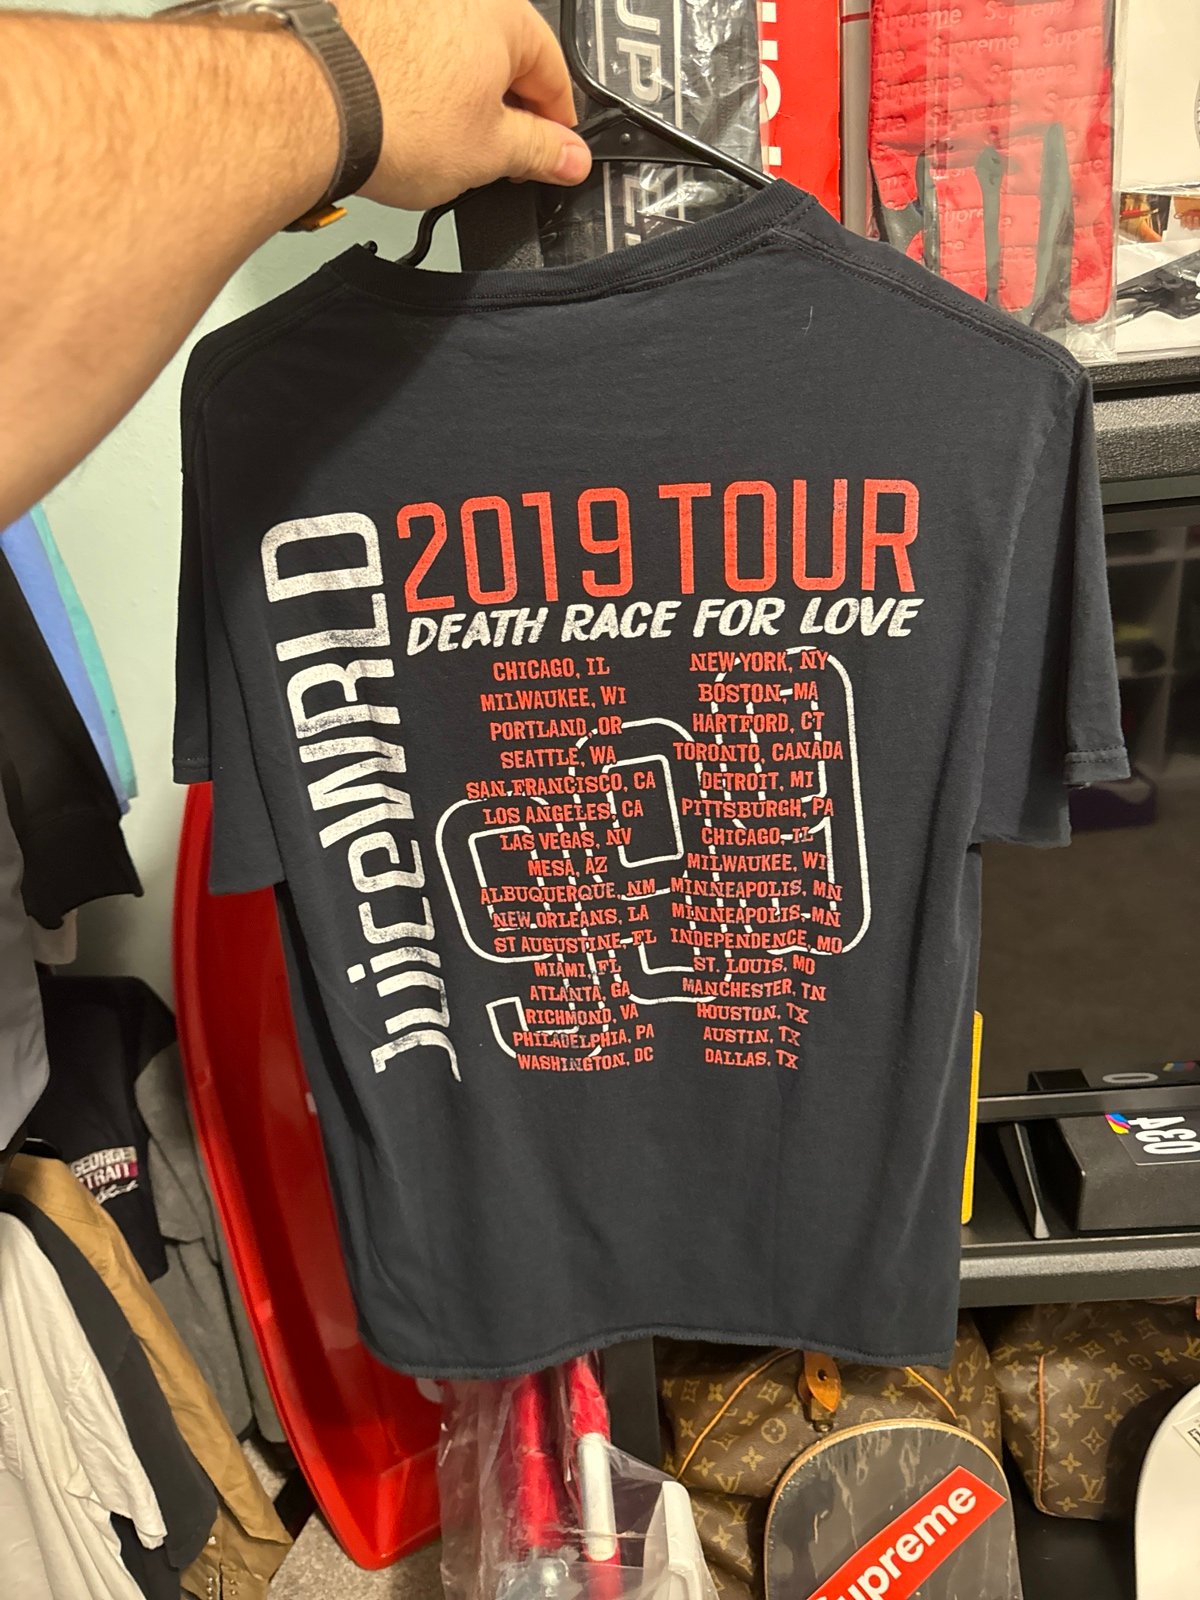 Supreme
2019 TOUR
DEATH RACE FOR LOVE
JUICEWRLD
CHICAGO, IL
MILWAUKEE, WI
PORTLAND, OR
SEATTLE, WA
SAN FRANCISCO, CA
LOS ANGELES, CA
LAS VEGAS, NV
MESA, AZ
ALBUQUERQUE, NM
NEW ORLEANS, LA
ST AUGUSTINE, FL
MIAMI, FL
ATLANTA, GA
RICHMOND, VA
PHILADELPHIA, PA
WASHINGTON, DC
NEW YORK, NY
BOSTON, MA
HARTFORD, CT
TORONTO, CANADA
DETROIT, MI
PITTSBURGH, PA
CHICAGO, IL
MILWAUKEE, WI
MINNEAPOLIS, MN
MINNEAPOLIS, MN
INDEPENDENCE, MO
ST. LOUIS, MO
MANCHESTER, TN
HOUSTON, TX
AUSTIN, TX
DALLAS, TX
999
GEORGE
STRAIT
Supreme